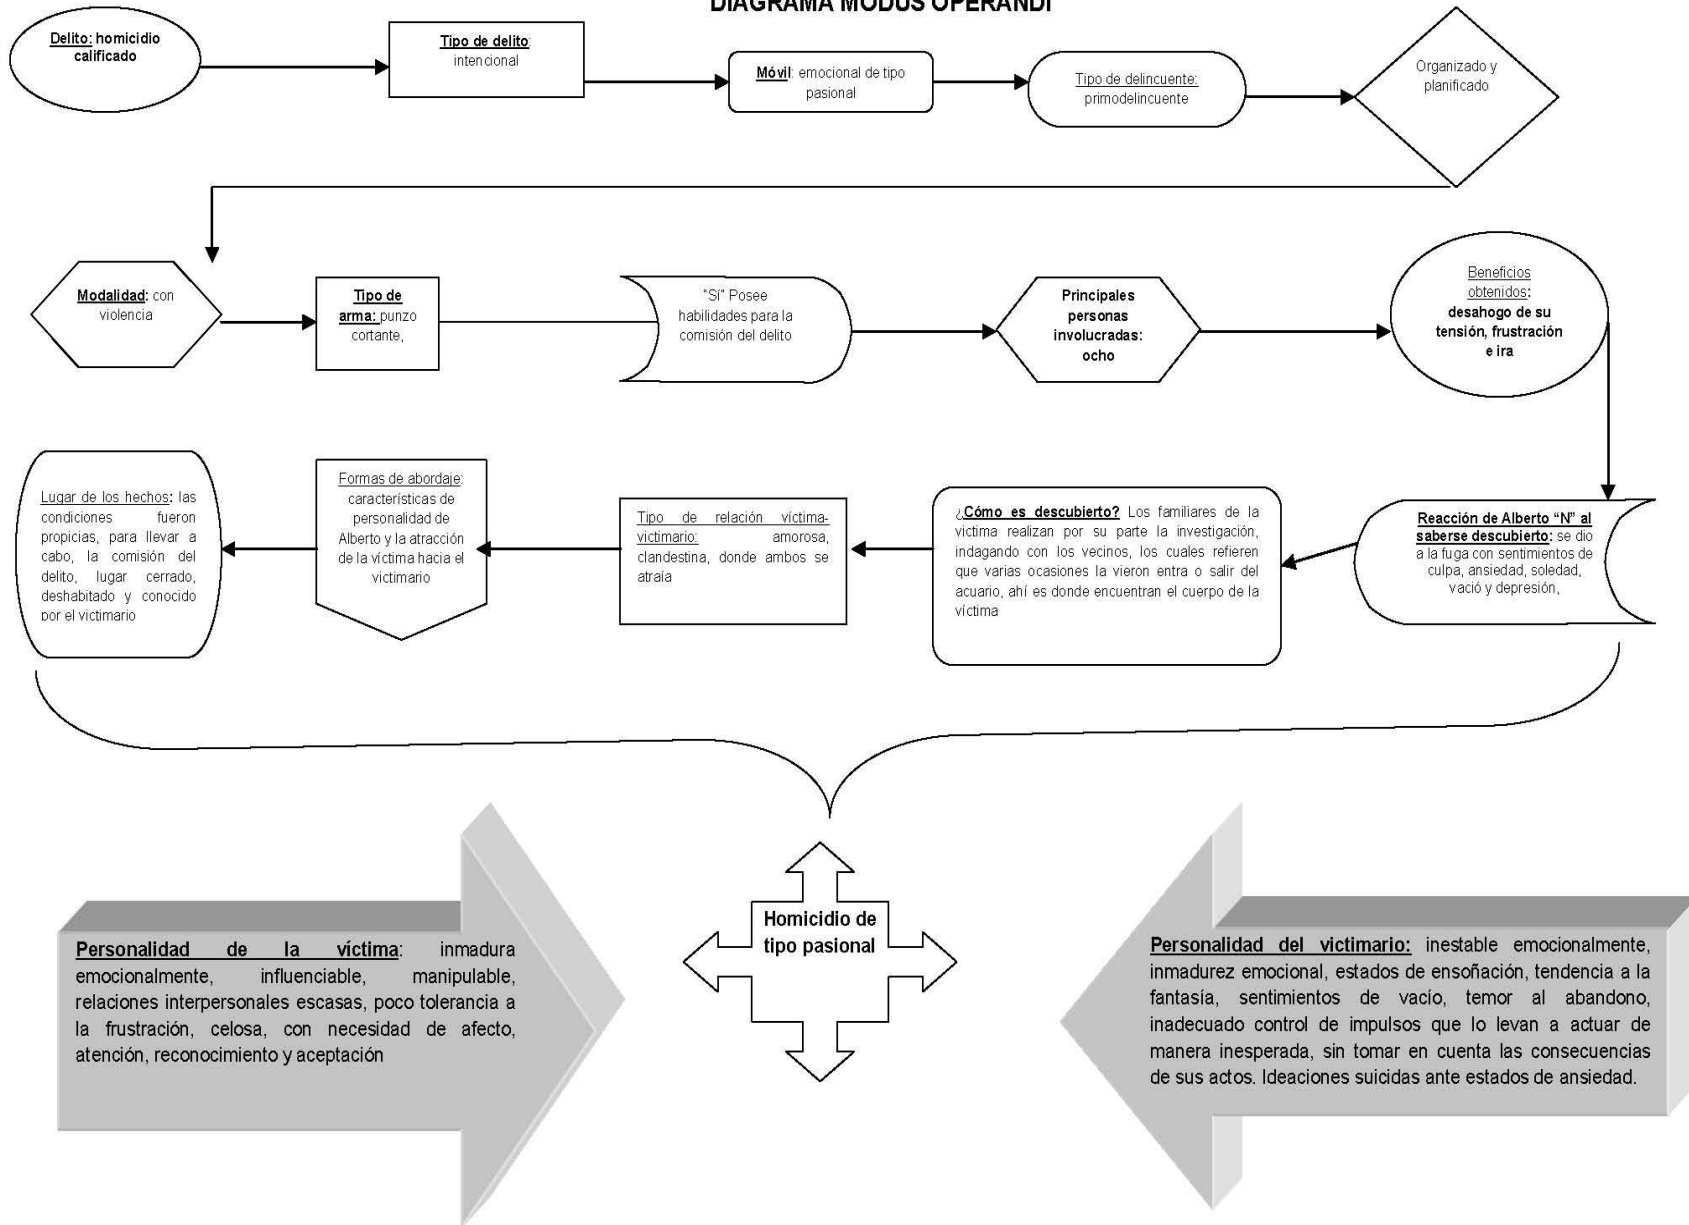 DIAGRAMA MODUS OPERANDI
Delito: homicidio
calificado
Tipo de delito:
intencional
Móvil: emocional de tipo
pasional
Tipo de delincuente:
primodelincuente
Organizado y
planificado
Modalidad: con
violencia
Tipo de
arma: punzo
cortante,
"Sí" Posee
habilidades para la
comisión del delito
Principales
personas
involucradas:
ocho
Beneficios
obtenidos:
desahogo de su
tensión, frustración
e ira
Lugar de los hechos: las
condiciones fueron
propicias, para llevar a
cabo, la comisión del
delito, lugar cerrado,
deshabitado y conocido
por el victimario
Formas de abordaje:
características de
personalidad de
Alberto y la atracción
de la víctima hacia el
victimario
Tipo de relación víctima-
victimario: amorosa,
clandestina, donde ambos se
atraía
¿Cómo es descubierto? Los familiares de la
victima realizan por su parte la investigación,
indagando con los vecinos, los cuales refieren
que varias ocasiones la vieron entra o salir del
acuario, ahí es donde encuentran el cuerpo de la
víctima
Reacción de Alberto “N” al
saberse descubierto: se dio
a la fuga con sentimientos de
culpa, ansiedad, soledad,
vació y depresión,
Personalidad de la víctima: inmadura
emocionalmente, influenciable, manipulable,
relaciones interpersonales escasas, poco tolerancia a
la frustración, celosa, con necesidad de afecto,
atención, reconocimiento y aceptación
Homicidio de
tipo pasional
Personalidad del victimario: inestable emocionalmente,
inmadurez emocional, estados de ensoñación, tendencia a la
fantasía, sentimientos de vacío, temor al abandono,
inadecuado control de impulsos que lo levan a actuar de
manera inesperada, sin tomar en cuenta las consecuencias
de sus actos. Ideaciones suicidas ante estados de ansiedad.